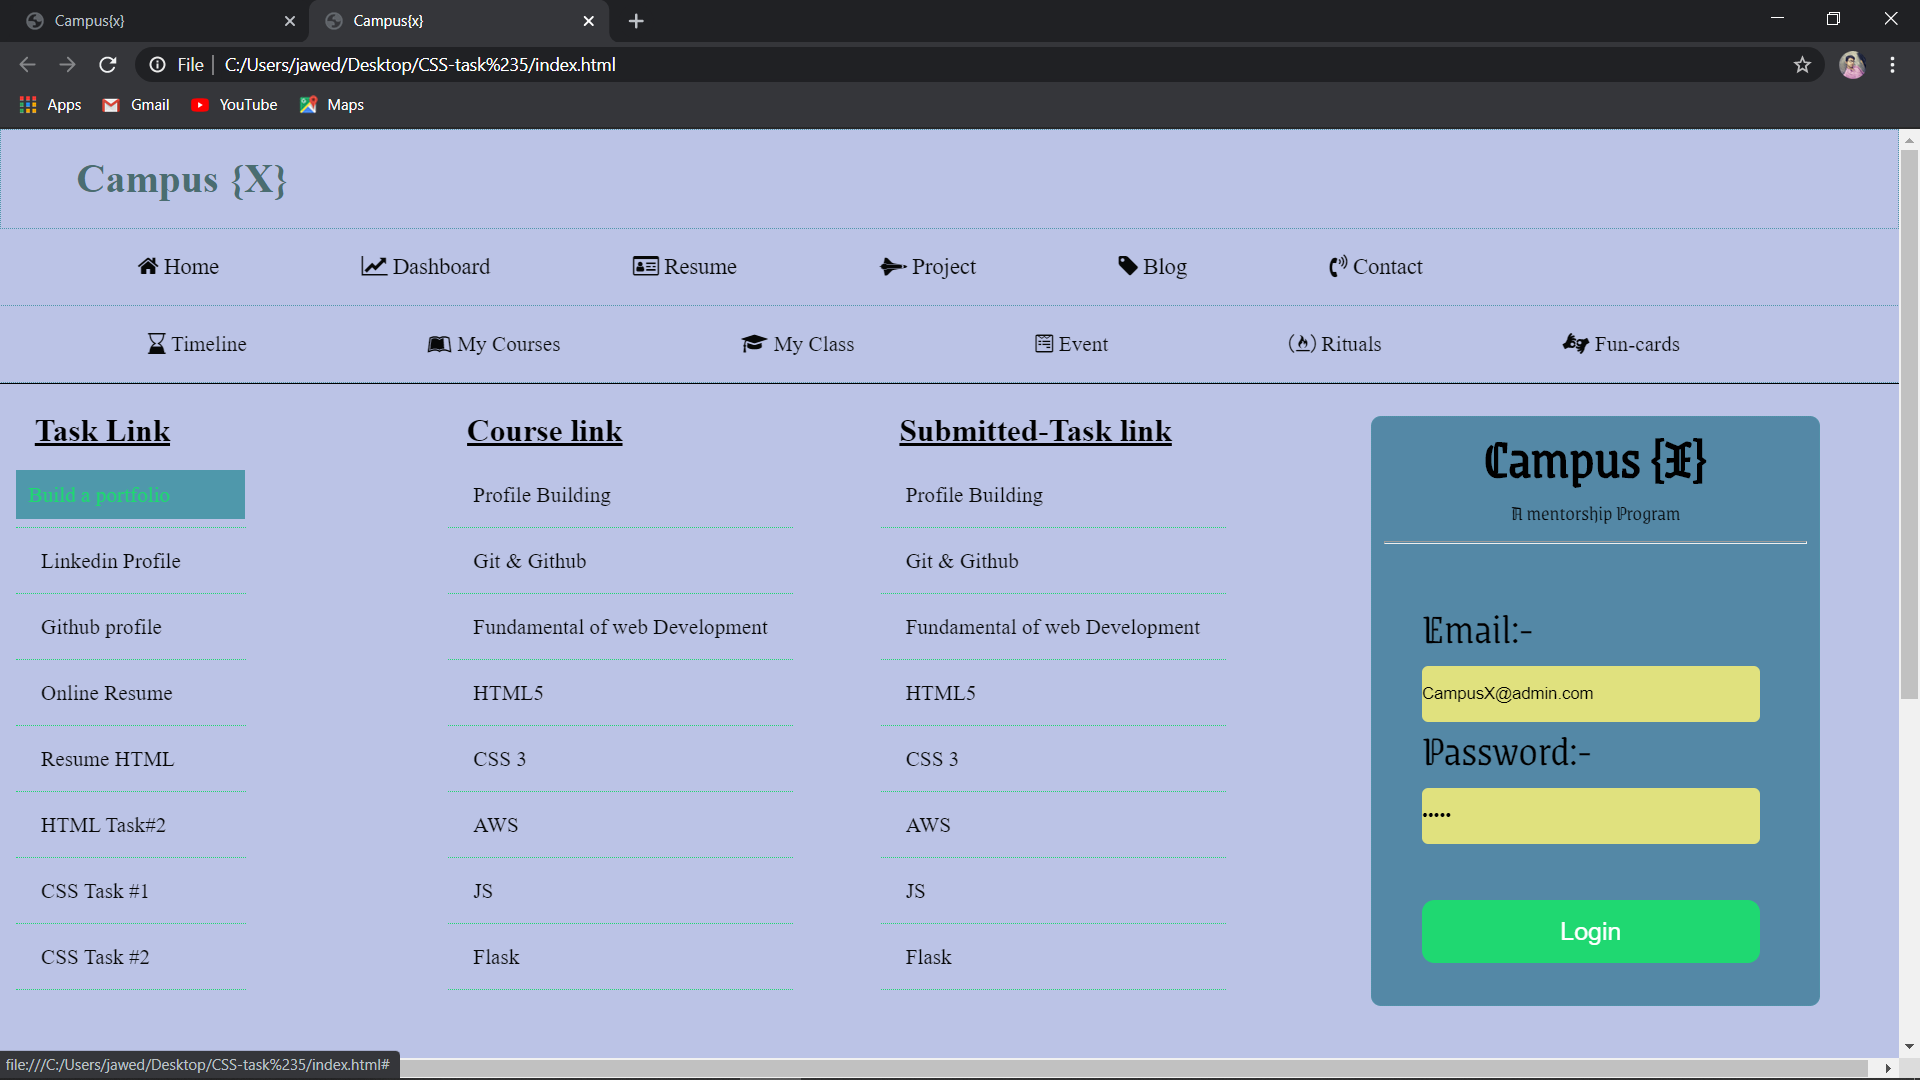 Campus{x}
Campus{x}
File
C:/Users/jawed/Desktop/CSS-task%235/index.html
Apps
Gmail
YouTube
Maps
Campus {X}
Home
Dashboard
Resume
Project
Blog
Contact
Timeline
My Courses
My Class
Event
Rituals
Fun-cards
Task Link
Build a portfolio
Linkedin Profile
Github profile
Online Resume
Resume HTML
HTML Task#2
CSS Task #1
CSS Task #2
Course link
Profile Building
Git & Github
Fundamental of web Development
HTML5
CSS 3
AWS
JS
Flask
Submitted-Task link
Profile Building
Git & Github
Fundamental of web Development
HTML5
CSS 3
AWS
JS
Flask
Campus {X}
A mentorship Program
Email:-
CampusX@admin.com
Password:-
•••••
Login
file:///C:/Users/jawed/Desktop/CSS-task%235/index.html#